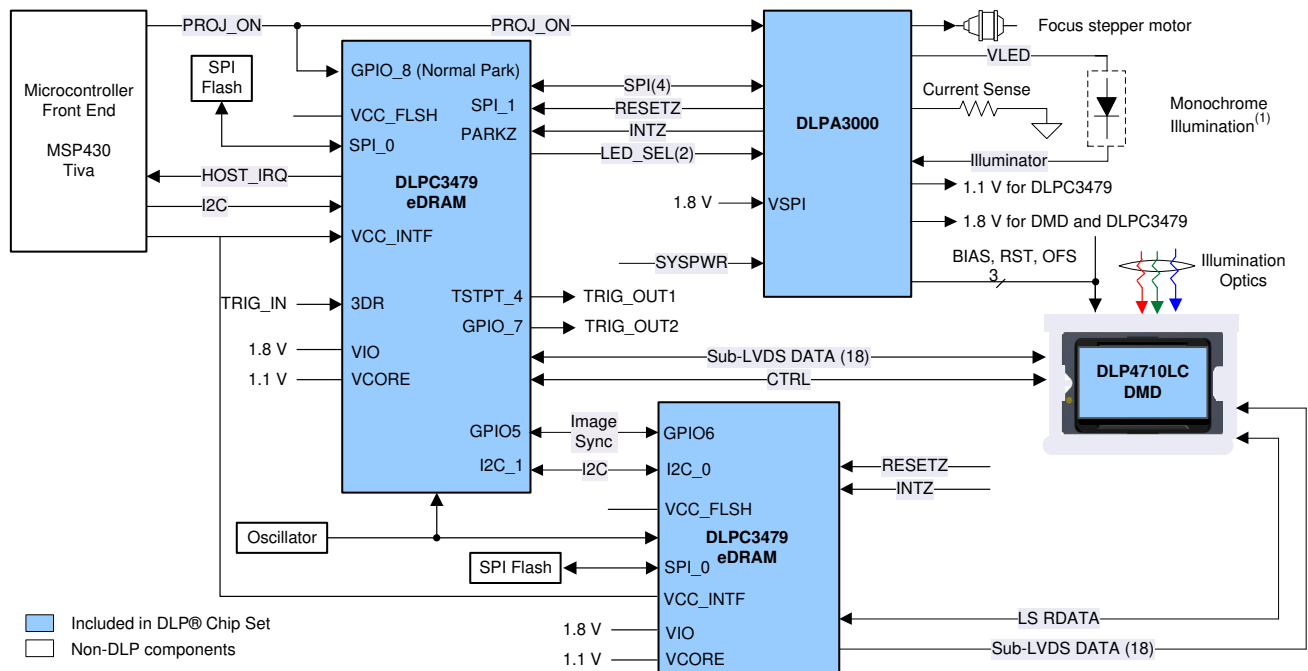 PROJ_ON
PROJ_ON
Focus stepper motor
VLED
Microcontroller
Front End
MSP430
Tiva
SPI
Flash
GPIO_8 (Normal Park)
VCC_FLSH
SPI_0
SPI_1
PARKZ
SPI(4)
RESETZ
INTZ
LED_SEL(2)
DLPA3000
Current Sense
Monochrome
Illumination(1)
Illuminator
HOST_IRQ
I2C
DLPC3479
eDRAM
VCC_INTF
1.8 V
VSPI
1.1 V for DLPC3479
1.8 V for DMD and DLPC3479
SYSPWR
BIAS, RST, OFS
3
Illumination
Optics
TRIG_IN
3DR
TSTPT_4
TRIG_OUT1
GPIO_7
TRIG_OUT2
1.8 V
VIO
1.1 V
VCORE
Sub-LVDS DATA (18)
CTRL
DLP4710LC
DMD
GPIO5
Image
Sync
GPIO6
I2C_1
I2C
I2C_0
RESETZ
INTZ
VCC_FLSH
Oscillator
DLPC3479
eDRAM
SPI Flash
SPI_0
VCC_INTF
LS RDATA
1.8 V
VIO
Sub-LVDS DATA (18)
1.1 V
VCORE
Included in DLP® Chip Set
Non-DLP components